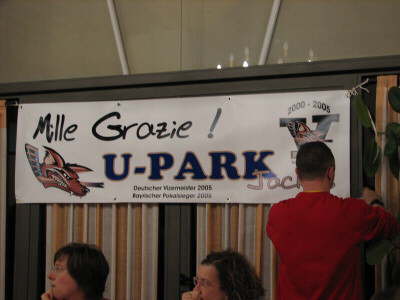 Mille Grazie !
2000 - 2005
U-PARK
Deutscher Vizemeister 2005
Bayrischer Pokalsieger 2005